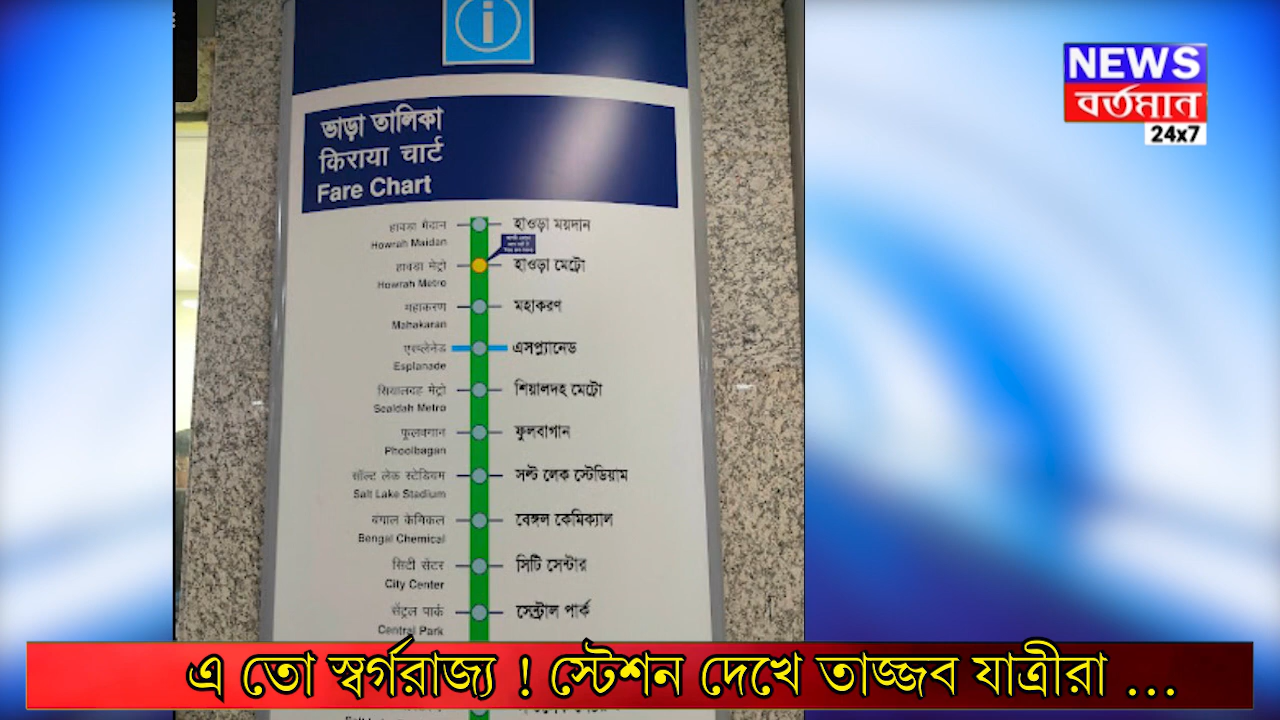 i
NEWS
বর্তমান
24x7
ভাড়া তালিকা
किराया चार्ट
Fare Chart
हावड़ा मैदान
Howrah Maidan
হাওড়া ময়দান
हावड़ा मेट्रो
Howrah Metro
হাওড়া মেট্রো
महाकरण
Mahakaran
মহাকরণ
एस्प्लेनेड
Esplanade
এসপ্ল্যানেড
सियालदह मेट्रो
Sealdah Metro
শিয়ালদহ মেট্রো
फूलबगान
Phoolbagan
ফুলবাগান
सॉल्ट लेक स्टेडियम
Salt Lake Stadium
সল্ট লেক স্টেডিয়াম
बंगाल केमिकल
Bengal Chemical
বেঙ্গল কেমিক্যাল
सिटी सेंटर
City Center
সিটি সেন্টার
सेंट्रल पार्क
Central Park
সেন্ট্রাল পার্ক
এ তো স্বর্গরাজ্য ! স্টেশন দেখে তাজ্জব যাত্রীরা ...